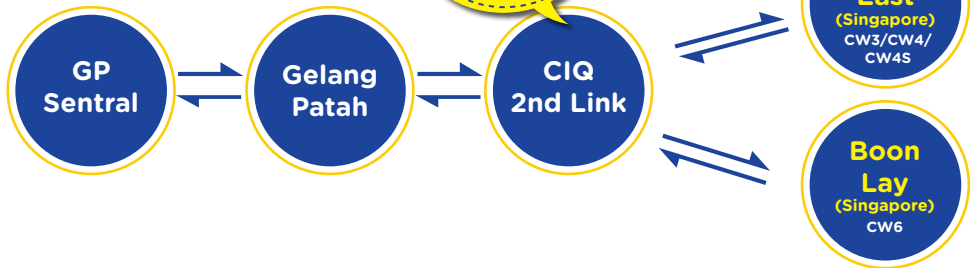 East
(Singapore)
CW3/CW4/
CW4S
GP
Sentral
Gelang
Patah
CIQ
2nd Link
Boon
Lay
(Singapore)
CW6